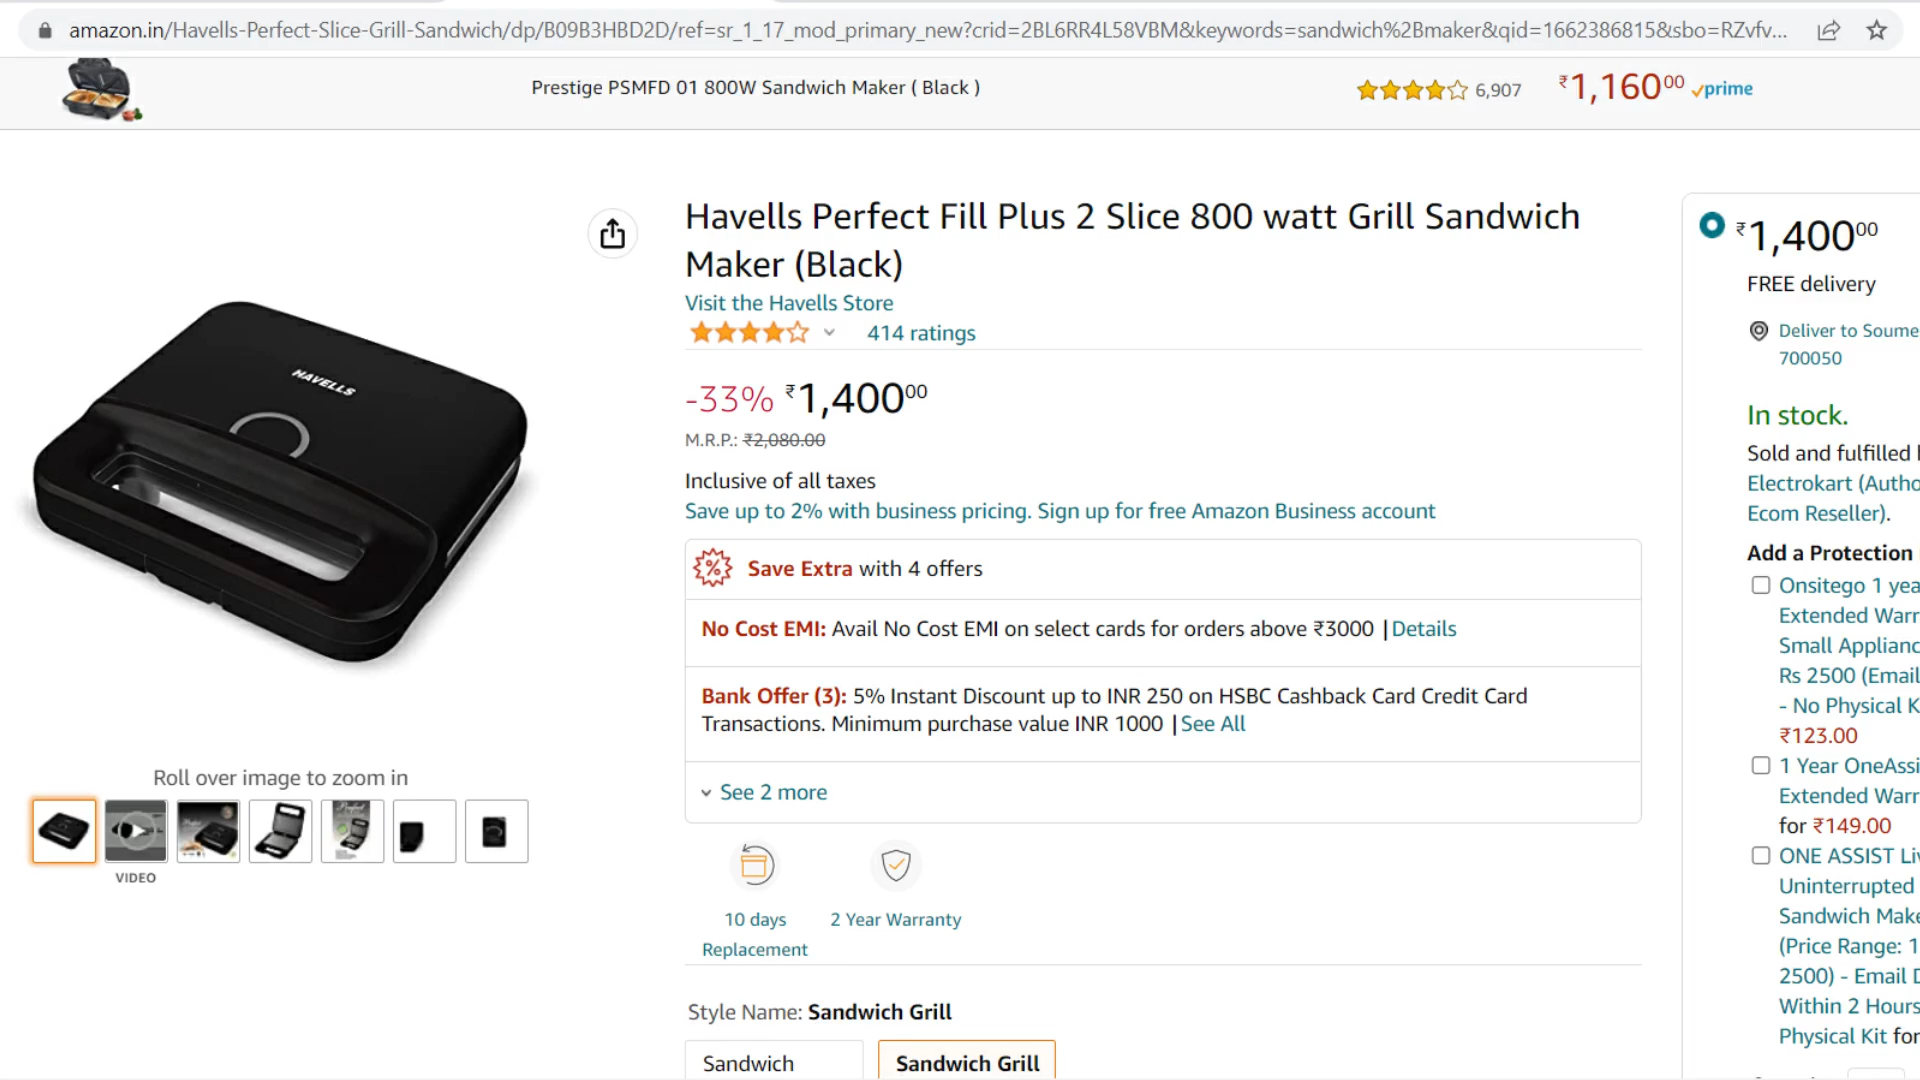 amazon.in/Havells-Perfect-Slice-Grill-Sandwich/dp/B09B3HBD2D/ref=sr_1_17_mod_primary_new?crid=2BL6RR4L58VBM&keywords=sandwich%2Bmaker&qid=1662386815&sbo=RZvfv...
Prestige PSMFD 01 800W Sandwich Maker ( Black )
6,907
₹1,16000
prime
Havells Perfect Fill Plus 2 Slice 800 watt Grill Sandwich
Maker (Black)
Visit the Havells Store
414 ratings
-33% ₹1,40000
M.R.P.: ₹2,080.00
Inclusive of all taxes
Save up to 2% with business pricing. Sign up for free Amazon Business account
Save Extra with 4 offers
No Cost EMI: Avail No Cost EMI on select cards for orders above ₹3000 | Details
Bank Offer (3): 5% Instant Discount up to INR 250 on HSBC Cashback Card Credit Card
Transactions. Minimum purchase value INR 1000 | See All
See 2 more
10 days
Replacement
2 Year Warranty
Style Name: Sandwich Grill
Sandwich
Sandwich Grill
HAVELLS
Roll over image to zoom in
VIDEO
₹1,40000
FREE delivery
Deliver to Soume
700050
In stock.
Sold and fulfilled
Electrokart (Autho
Ecom Reseller).
Add a Protection
Onsitego 1 yea
Extended Warr
Small Applianc
Rs 2500 (Email
- No Physical K
₹123.00
1 Year OneAssi
Extended Warr
for ₹149.00
ONE ASSIST Liv
Uninterrupted
Sandwich Make
(Price Range: 1
2500) - Email D
Within 2 Hours
Physical Kit for